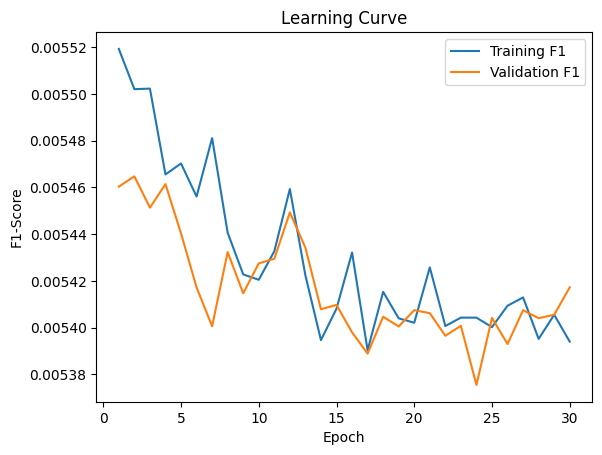 Learning Curve
Training F1
Validation F1
0.00552
0.00550
0.00548
0.00546
0.00544
0.00542
0.00540
0.00538
F1-Score
0 5 10 15 20 25 30
Epoch